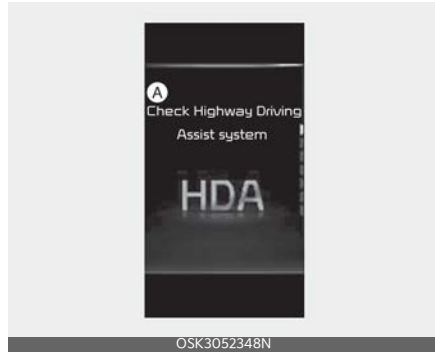 A
Check Highway Driving
Assist system
HDA
OSK3052348N